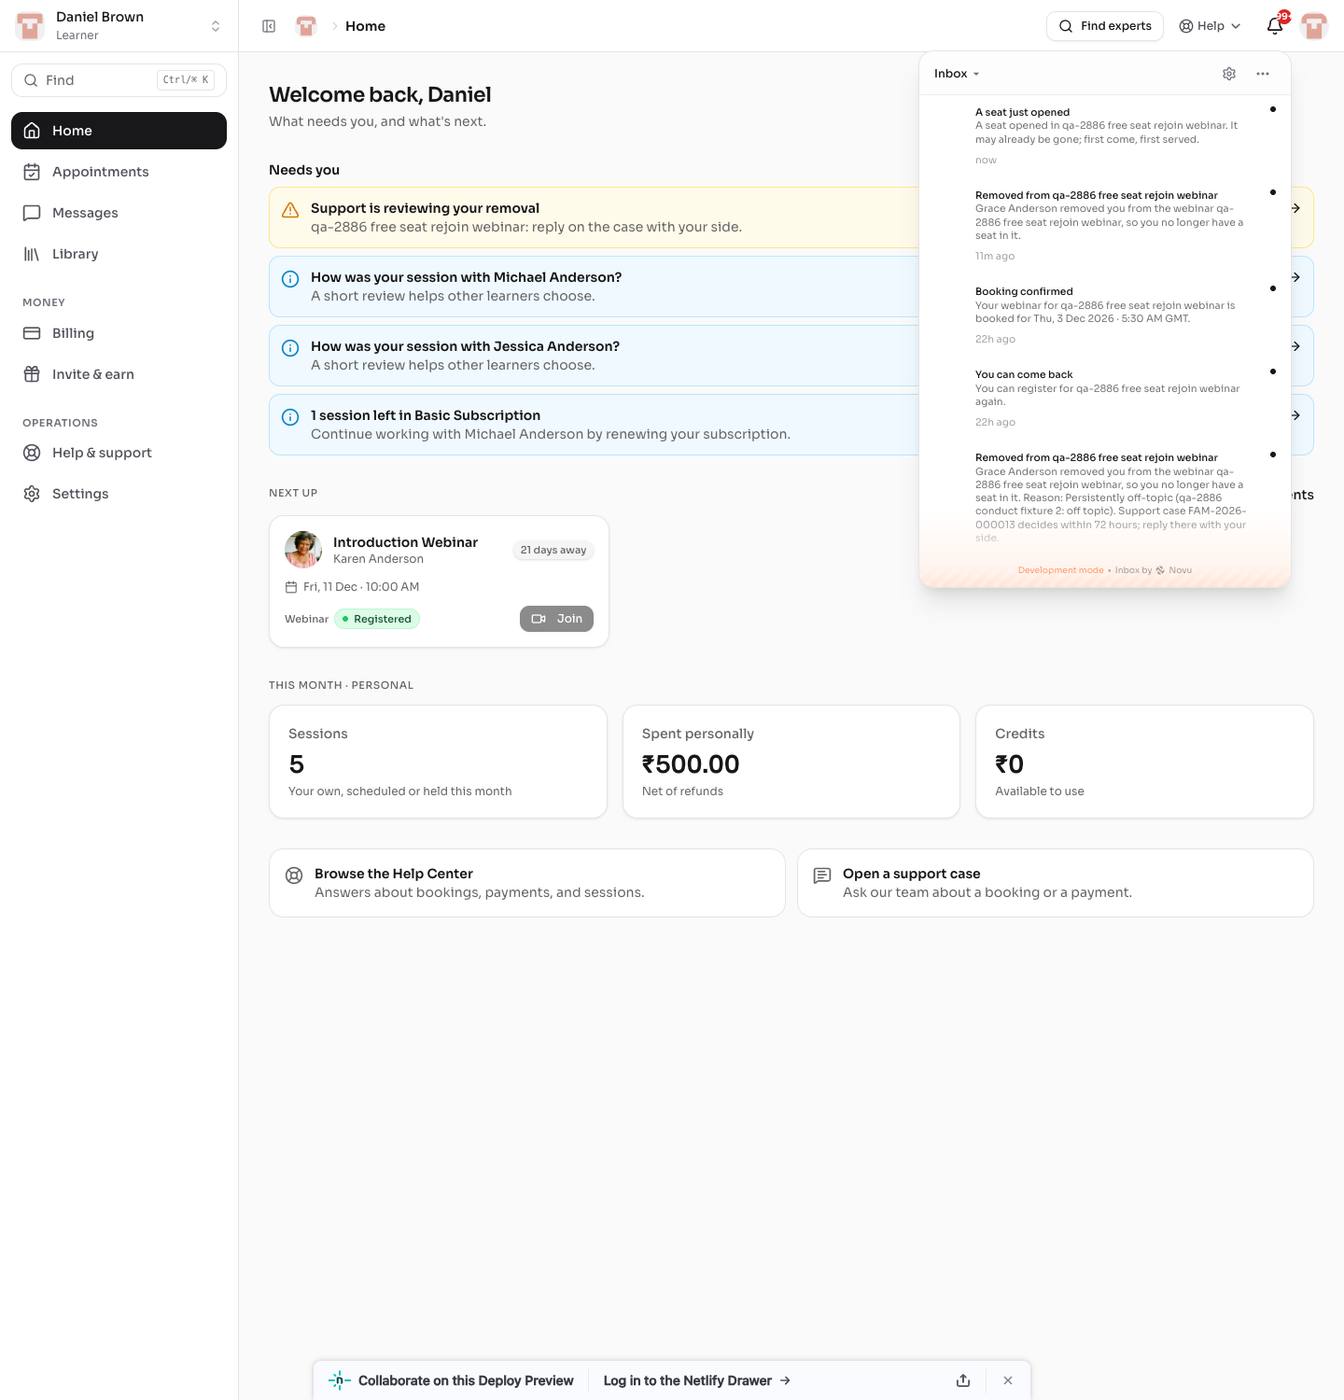 Daniel Brown
Learner
Find
Ctrl/⌘ K
Home
Appointments
Messages
Library
MONEY
Billing
Invite & earn
OPERATIONS
Help & support
Settings
Home
Find experts
Help
99+
Welcome back, Daniel
What needs you, and what's next.
Needs you
Support is reviewing your removal
qa-2886 free seat rejoin webinar: reply on the case with your side.
How was your session with Michael Anderson?
A short review helps other learners choose.
How was your session with Jessica Anderson?
A short review helps other learners choose.
1 session left in Basic Subscription
Continue working with Michael Anderson by renewing your subscription.
Inbox
A seat just opened
A seat opened in qa-2886 free seat rejoin webinar. It
may already be gone; first come, first served.
now
Removed from qa-2886 free seat rejoin webinar
Grace Anderson removed you from the webinar qa-
2886 free seat rejoin webinar, so you no longer have a
seat in it.
11m ago
Booking confirmed
Your webinar for qa-2886 free seat rejoin webinar is
booked for Thu, 3 Dec 2026 · 5:30 AM GMT.
22h ago
You can come back
You can register for qa-2886 free seat rejoin webinar
again.
22h ago
Removed from qa-2886 free seat rejoin webinar
Grace Anderson removed you from the webinar qa-
2886 free seat rejoin webinar, so you no longer have a
seat in it. Reason: Persistently off-topic (qa-2886
conduct fixture 2: off topic). Support case FAM-2026-
000013 decides within 72 hours; reply there with your
side.
Development mode • Inbox by Novu
NEXT UP
nts
Introduction Webinar
Karen Anderson
21 days away
Fri, 11 Dec · 10:00 AM
Webinar
Registered
Join
THIS MONTH · PERSONAL
Sessions
5
Your own, scheduled or held this month
Spent personally
₹500.00
Net of refunds
Credits
₹0
Available to use
Browse the Help Center
Answers about bookings, payments, and sessions.
Open a support case
Ask our team about a booking or a payment.
Collaborate on this Deploy Preview
Log in to the Netlify Drawer →